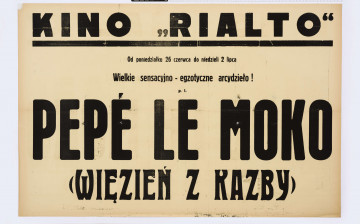 KINO „RIALTO“
Od poniedziałku 26 czerwca do niedzieli 2 lipca
Wielkie sensacyjno - egzotyczne arcydzieło!
p. t.
PEPÉ LE MOKO
(WIĘZIEŃ Z KAZBY)